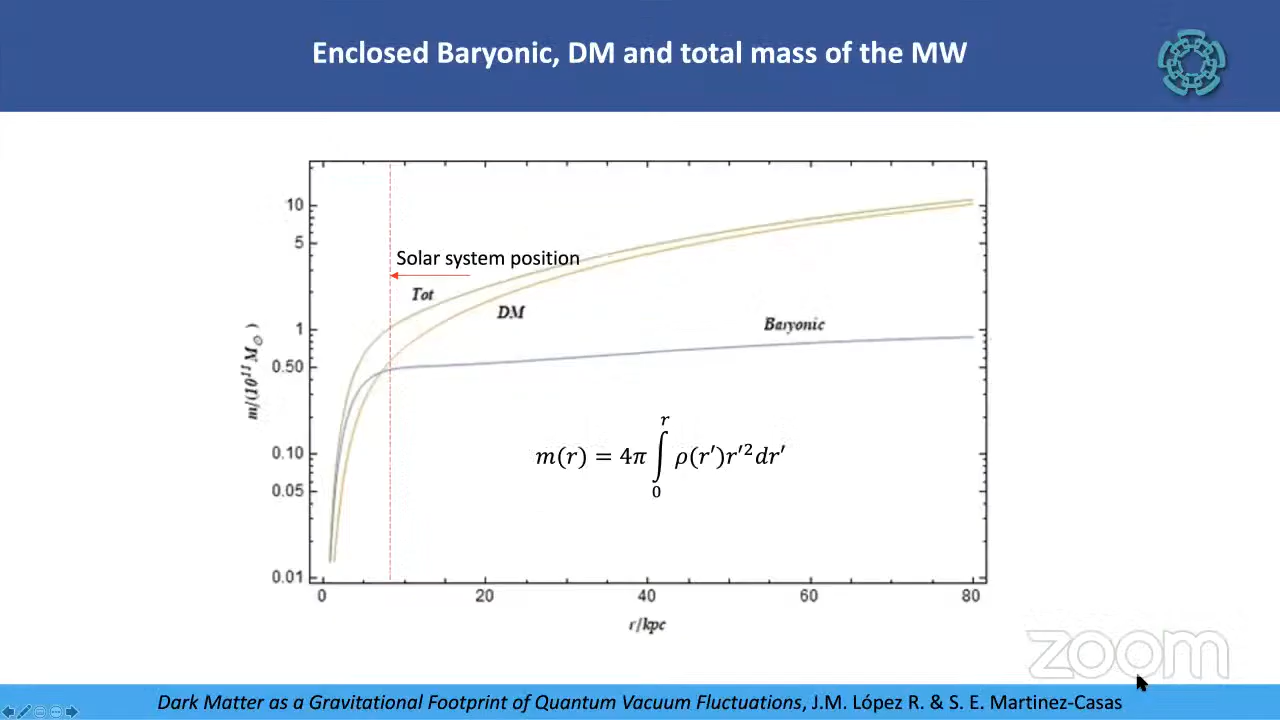 Enclosed Baryonic, DM and total mass of the MW
10
5
1
0.50
0.10
0.05
0.01
m/(10¹¹ M⊙)
Solar system position
Tot
DM
Baryonic
m(r) = 4π ∫₀ʳ ρ(r′)r′²dr′
0
20
40
60
80
r/kpc
zoom
Dark Matter as a Gravitational Footprint of Quantum Vacuum Fluctuations, J.M. López R. & S. E. Martinez-Casas